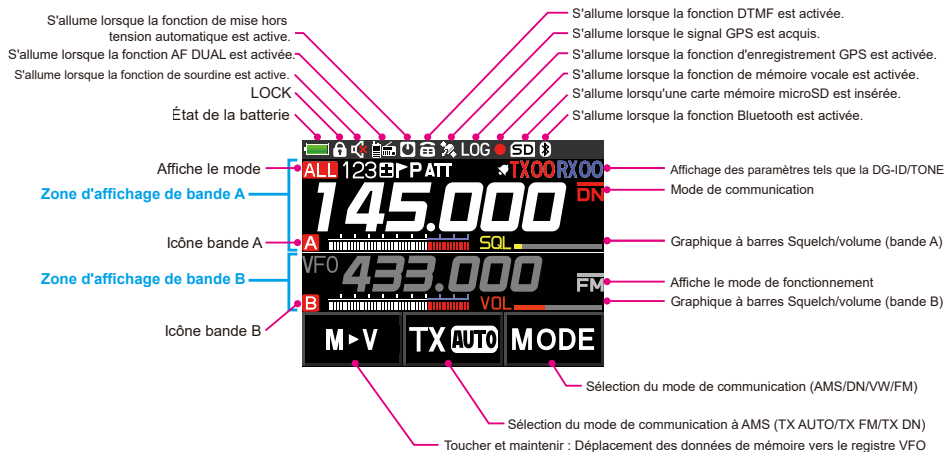 S'allume lorsque la fonction de mise hors
tension automatique est active.
S'allume lorsque la fonction AF DUAL est activée.
S'allume lorsque la fonction de sourdine est active.
LOCK
État de la batterie
S'allume lorsque la fonction DTMF est activée.
S'allume lorsque le signal GPS est acquis.
S'allume lorsque la fonction d'enregistrement GPS est activée.
S'allume lorsque la fonction de mémoire vocale est activée.
S'allume lorsqu'une carte mémoire microSD est insérée.
S'allume lorsque la fonction Bluetooth est activée.
LOG SD
Affiche le mode
ALL 123 P ATT TX00 RX00
Affichage des paramètres tels que la DG-ID/TONE
Zone d'affichage de bande A
145.000 DN
Mode de communication
Icône bande A
A SQL
Graphique à barres Squelch/volume (bande A)
Zone d'affichage de bande B
VFO 433.000 FM
Affiche le mode de fonctionnement
B VOL
Graphique à barres Squelch/volume (bande B)
Icône bande B
M►V TX AUTO MODE
Sélection du mode de communication (AMS/DN/VW/FM)
Sélection du mode de communication à AMS (TX AUTO/TX FM/TX DN)
Toucher et maintenir : Déplacement des données de mémoire vers le registre VFO